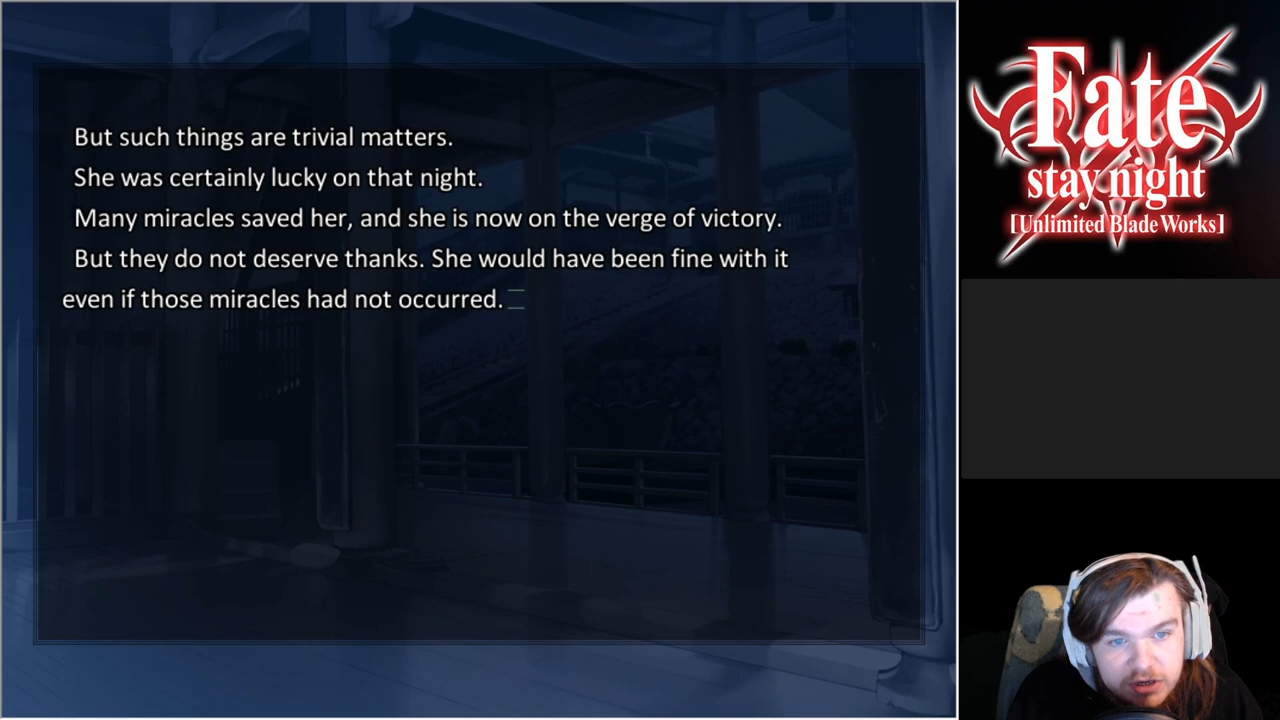 But such things are trivial matters.
She was certainly lucky on that night.
Many miracles saved her, and she is now on the verge of victory.
But they do not deserve thanks. She would have been fine with it
even if those miracles had not occurred.
Fate
stay night
[Unlimited Blade Works]